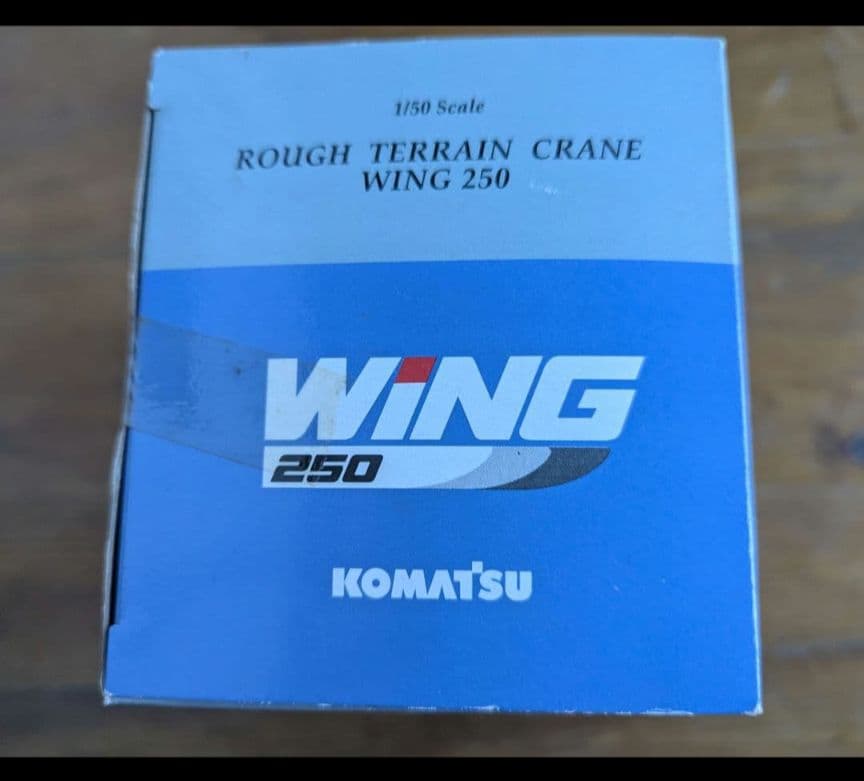 1/50 Scale
ROUGH TERRAIN CRANE
WING 250
WiNG
250
KOMATSU